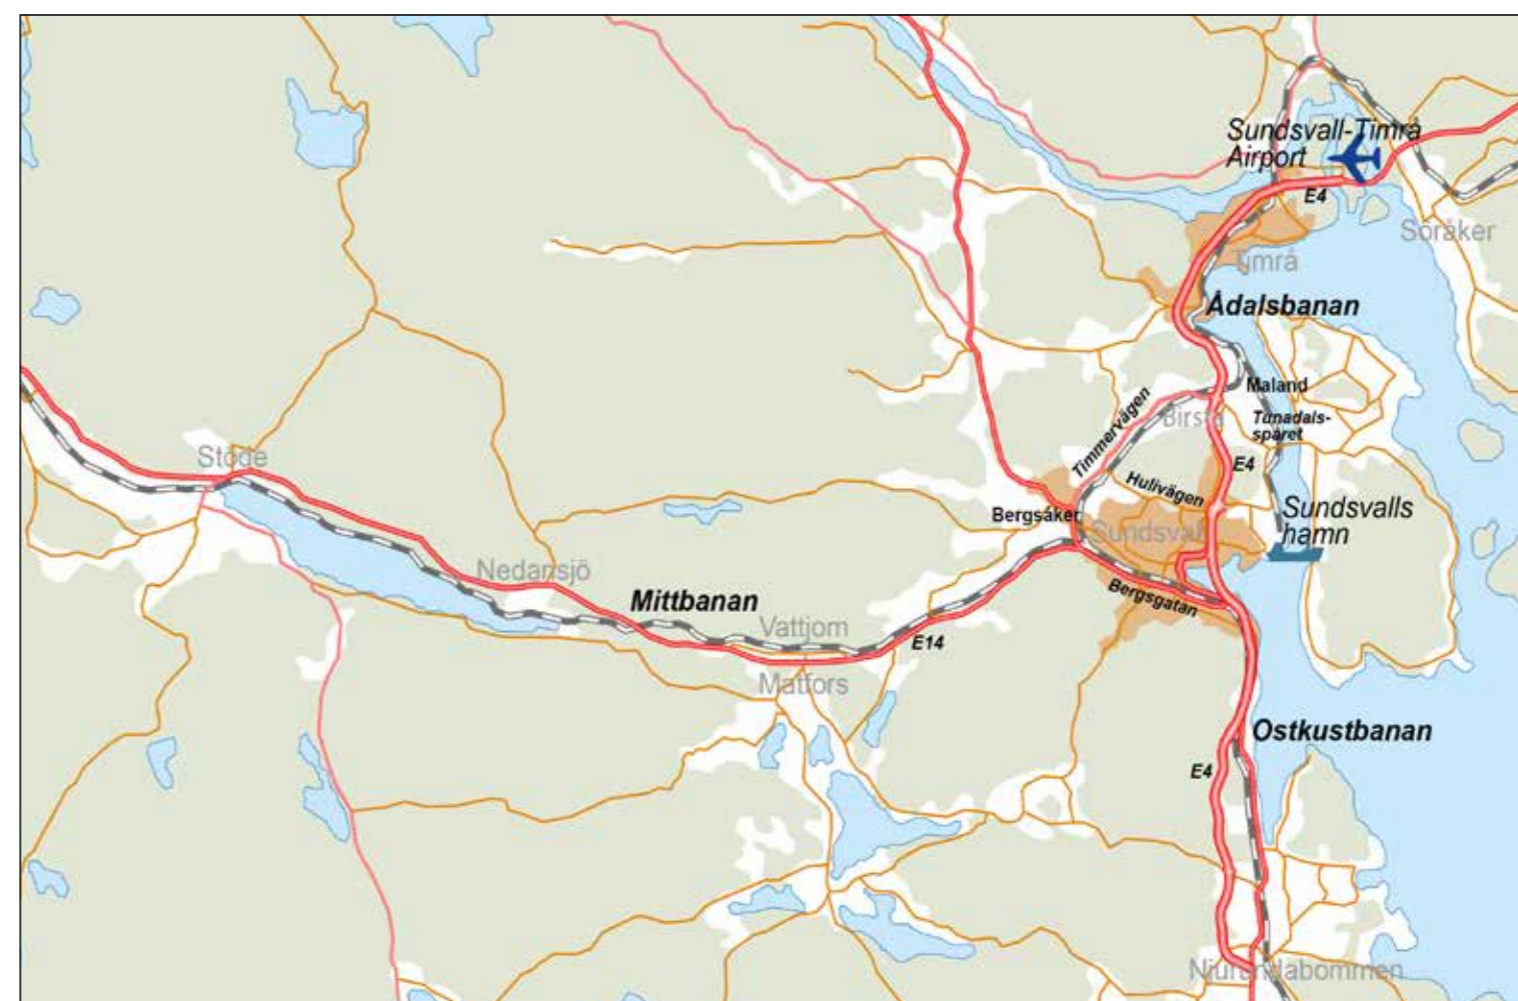 Sundsvall-Timrå
Airport
E4
Söråker
Timrå
Ådalsbanan
Maland
Timmervägen
Birsta
Tunadals-
spåret
Stöde
E4
Hulivägen
Bergsåker
Sundsvall
Sundsvalls
hamn
Nedansjö
Mittbanan
Bergsgatan
Vattjom
E14
Matfors
Ostkustbanan
E4
Njurundabommen